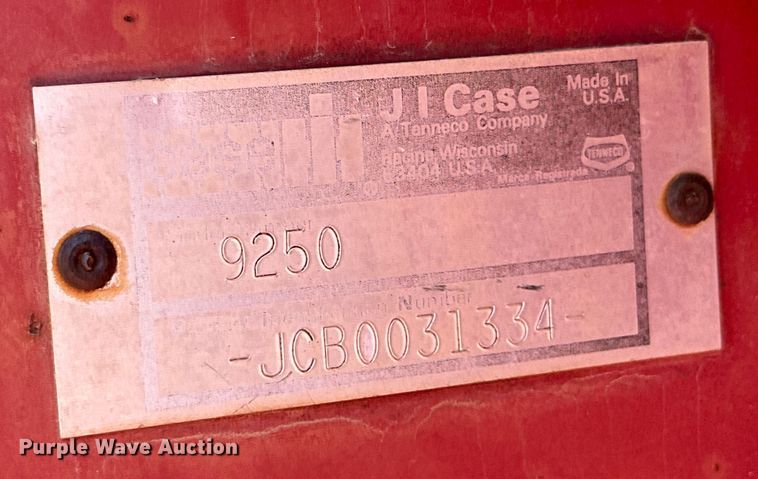 J I Case
A Tenneco Company
Racine Wisconsin
53404 U.S.A.
Made In
U.S.A.
TENNECO
®
Marca Registrada
®
9250
Number
-JCB0031334-
Purple Wave Auction®